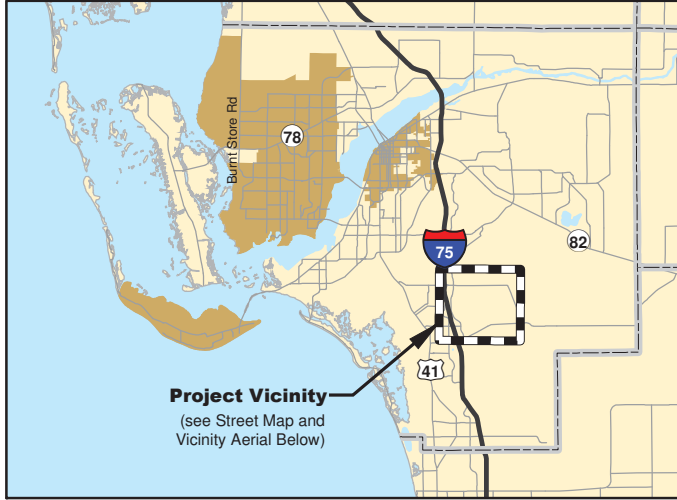 Burnt Store Rd
78
82
75
41
Project Vicinity
(see Street Map and
Vicinity Aerial Below)